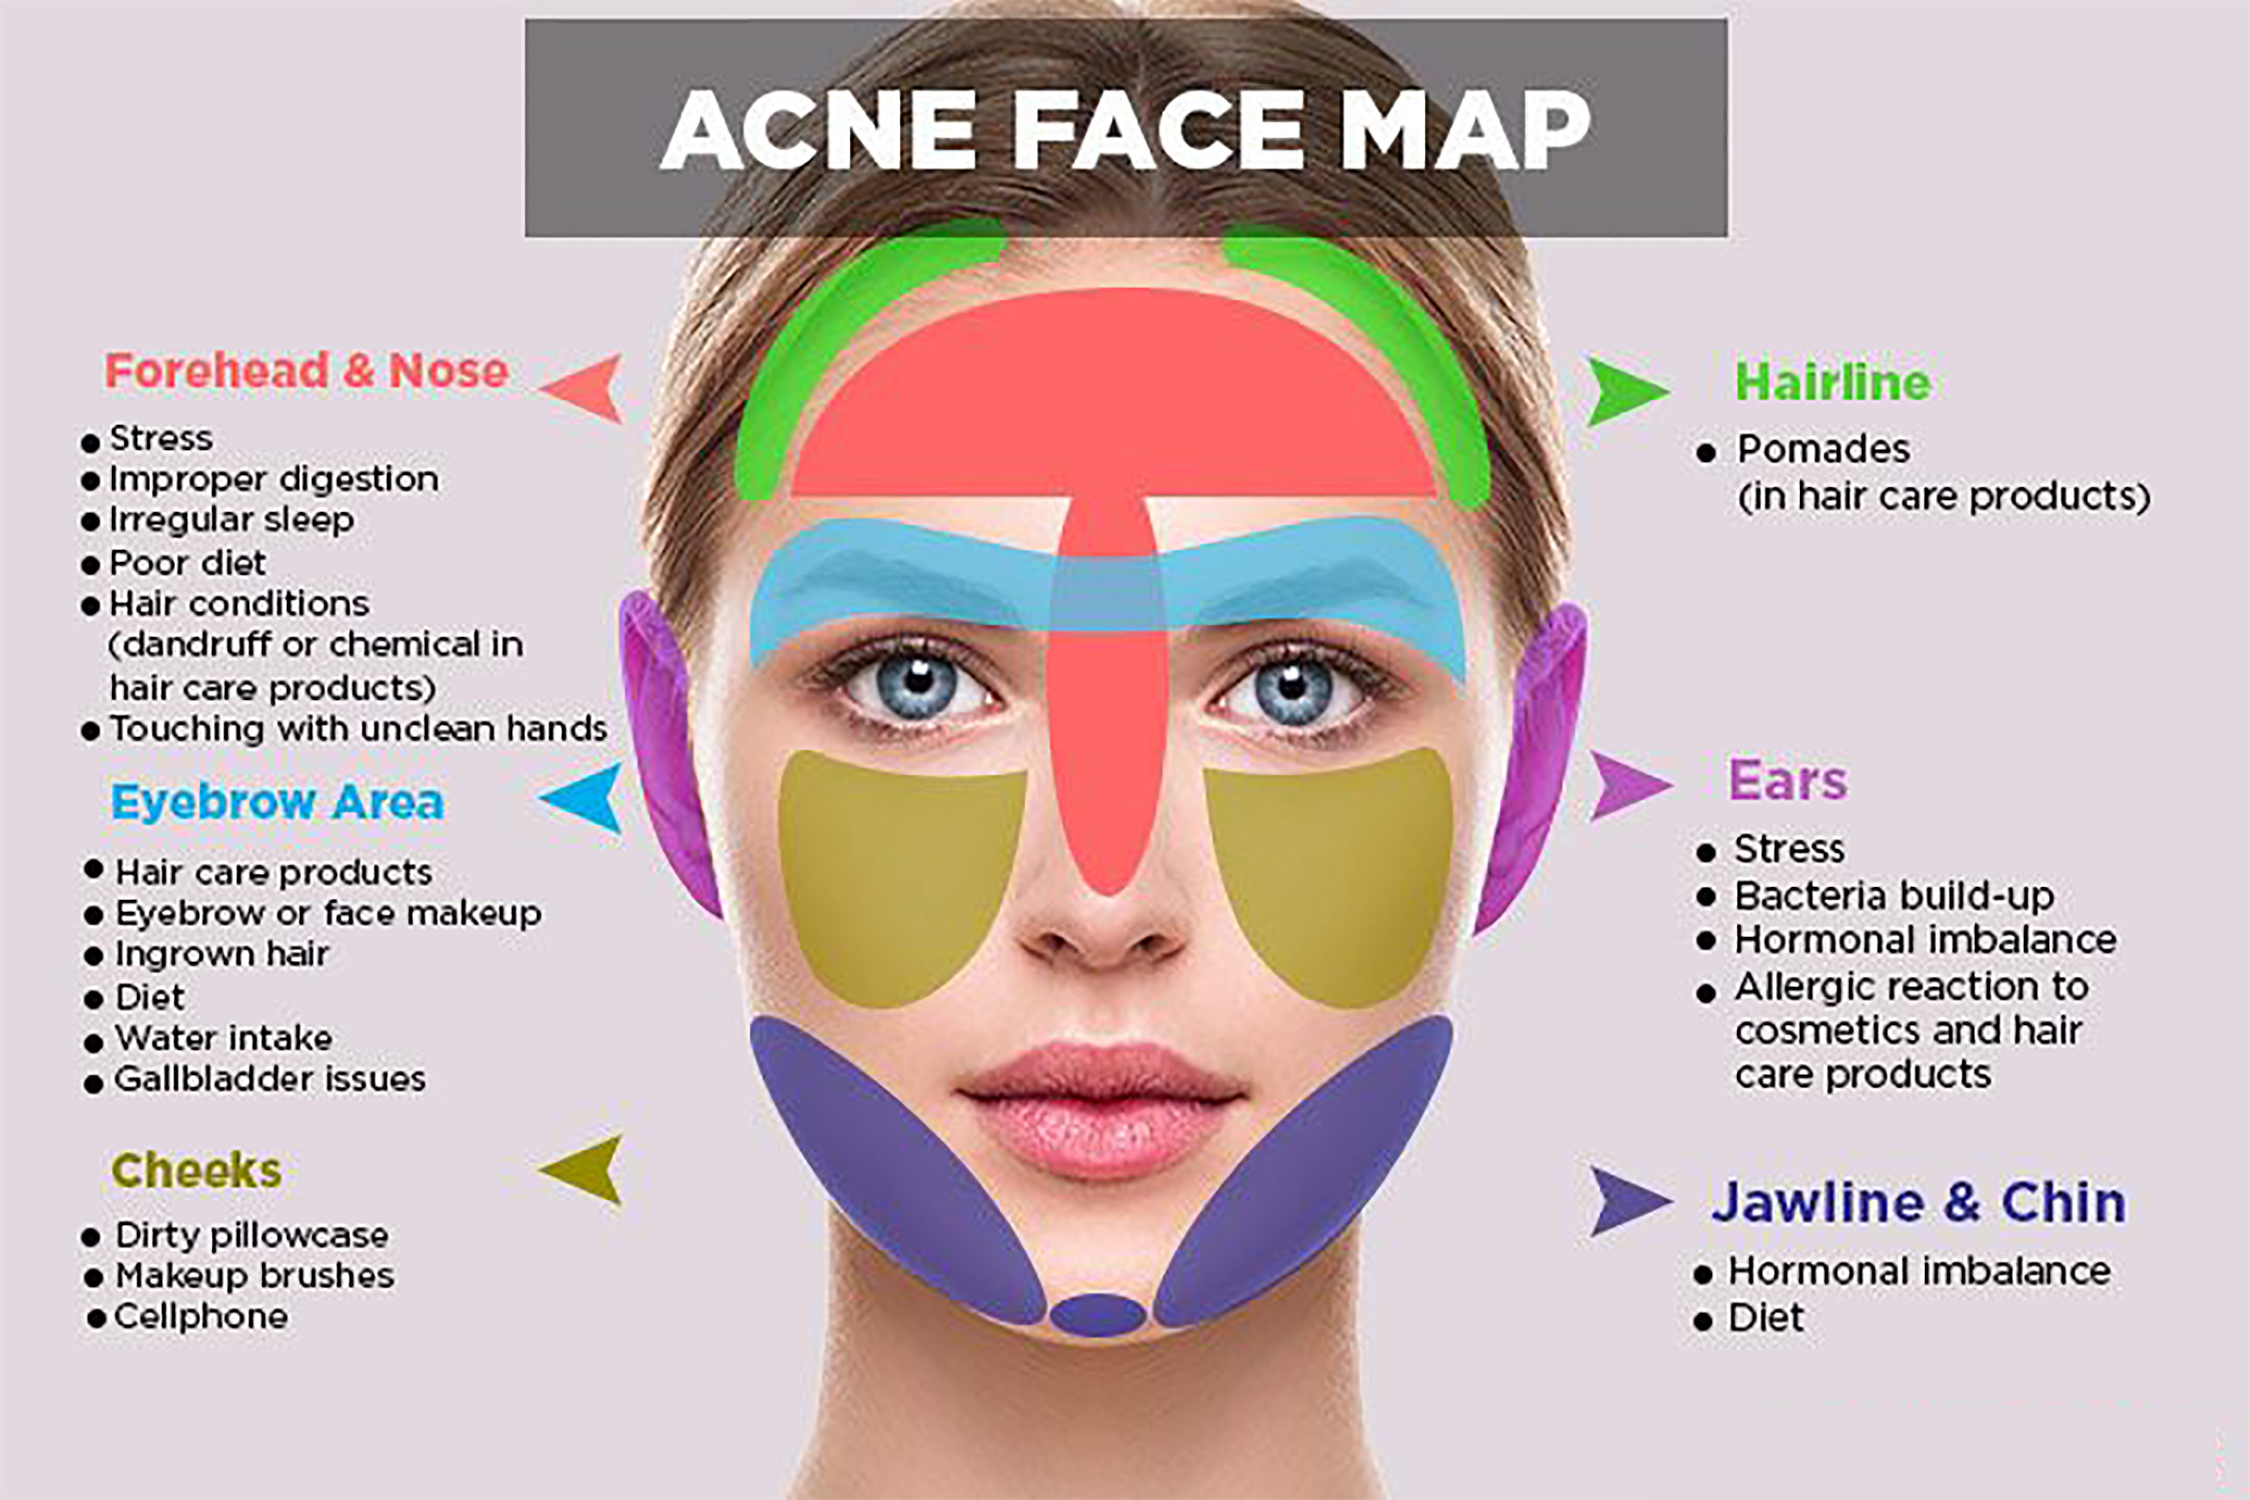 ACNE FACE MAP
Forehead & Nose
● Stress
● Improper digestion
● Irregular sleep
● Poor diet
● Hair conditions
(dandruff or chemical in
hair care products)
● Touching with unclean hands
Eyebrow Area
● Hair care products
● Eyebrow or face makeup
● Ingrown hair
● Diet
● Water intake
● Gallbladder issues
Cheeks
● Dirty pillowcase
● Makeup brushes
● Cellphone
Hairline
● Pomades
(in hair care products)
Ears
● Stress
● Bacteria build-up
● Hormonal imbalance
● Allergic reaction to
cosmetics and hair
care products
Jawline & Chin
● Hormonal imbalance
● Diet